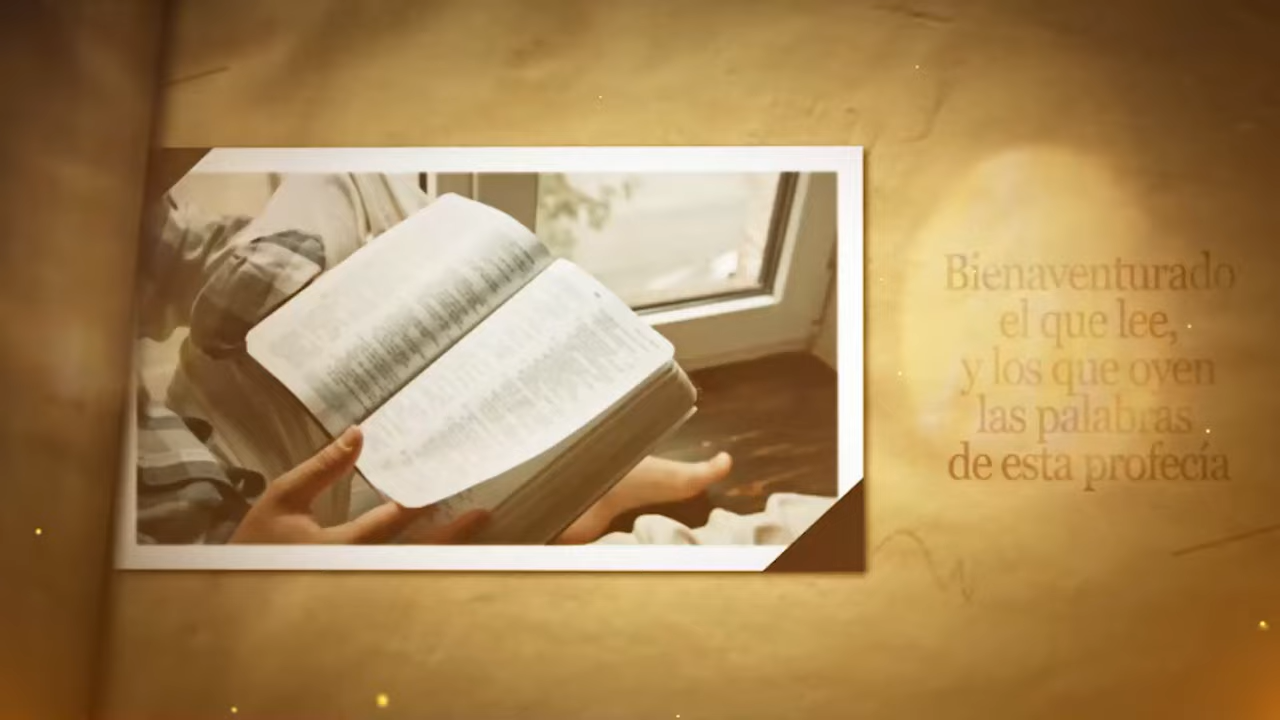 Bienaventurado
el que lee,
y los que oyen
las palabras
de esta profecía